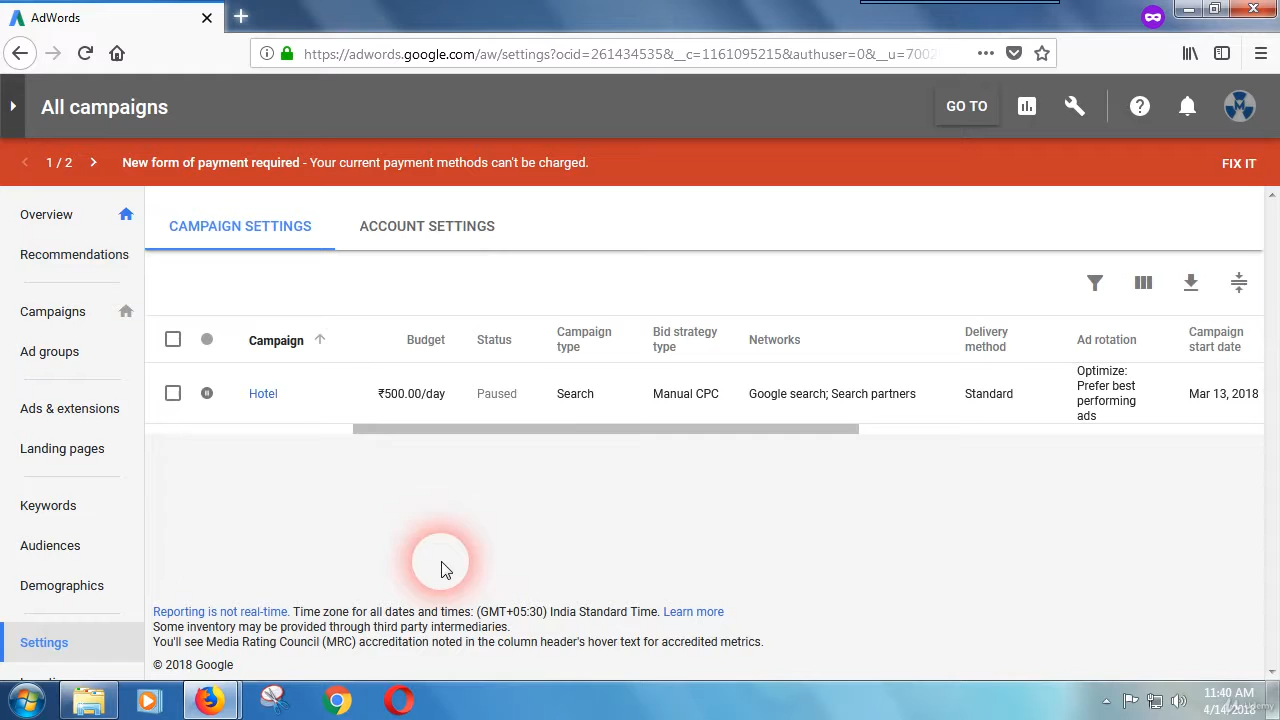 AdWords
https://adwords.google.com/aw/settings?ocid=261434535&__c=1161095215&authuser=0&__u=7002
All campaigns
GO TO
1 / 2
New form of payment required - Your current payment methods can't be charged.
FIX IT
Overview
Recommendations
Campaigns
Ad groups
Ads & extensions
Landing pages
Keywords
Audiences
Demographics
Settings
CAMPAIGN SETTINGS
ACCOUNT SETTINGS
Campaign
Budget
Status
Campaign
type
Bid strategy
type
Networks
Delivery
method
Ad rotation
Campaign
start date
Hotel
₹500.00/day
Paused
Search
Manual CPC
Google search; Search partners
Standard
Optimize:
Prefer best
performing
ads
Mar 13, 2018
Reporting is not real-time. Time zone for all dates and times: (GMT+05:30) India Standard Time. Learn more
Some inventory may be provided through third party intermediaries.
You'll see Media Rating Council (MRC) accreditation noted in the column header's hover text for accredited metrics.
© 2018 Google
11:40 AM
4/14/2018